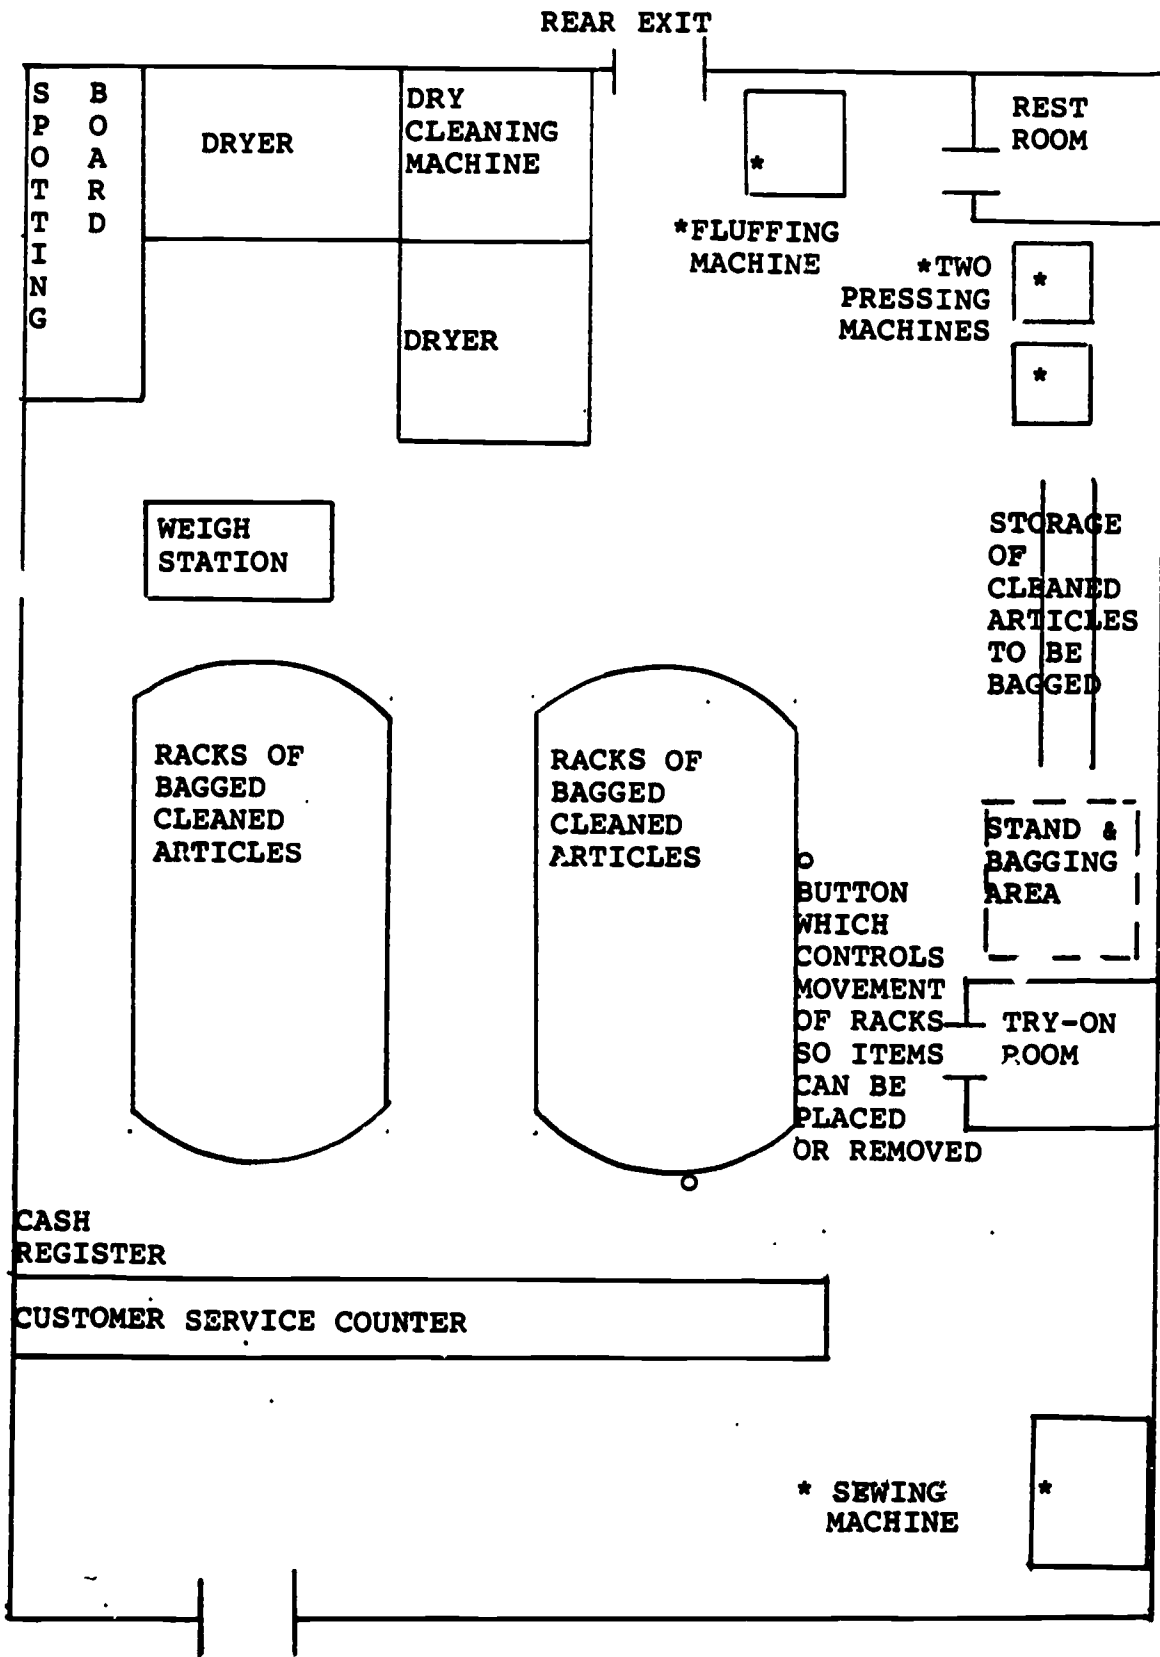 REAR EXIT
SPOTTING
BOARD
DRYER
DRY
CLEANING
MACHINE
REST
ROOM
*
*FLUFFING
MACHINE
*TWO
PRESSING
MACHINES
*
*
DRYER
WEIGH
STATION
STORAGE
OF
CLEANED
ARTICLES
TO BE
BAGGED
RACKS OF
BAGGED
CLEANED
ARTICLES
RACKS OF
BAGGED
CLEANED
ARTICLES
STAND &
BAGGING
AREA
BUTTON
WHICH
CONTROLS
MOVEMENT
OF RACKS
SO ITEMS
CAN BE
PLACED
OR REMOVED
TRY-ON
ROOM
CASH
REGISTER
CUSTOMER SERVICE COUNTER
* SEWING
MACHINE
*